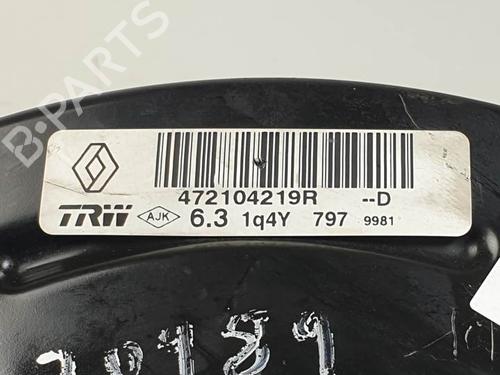 B-PARTS
472104219R --D
TRW AJK 6.3 1q4Y 797 9981